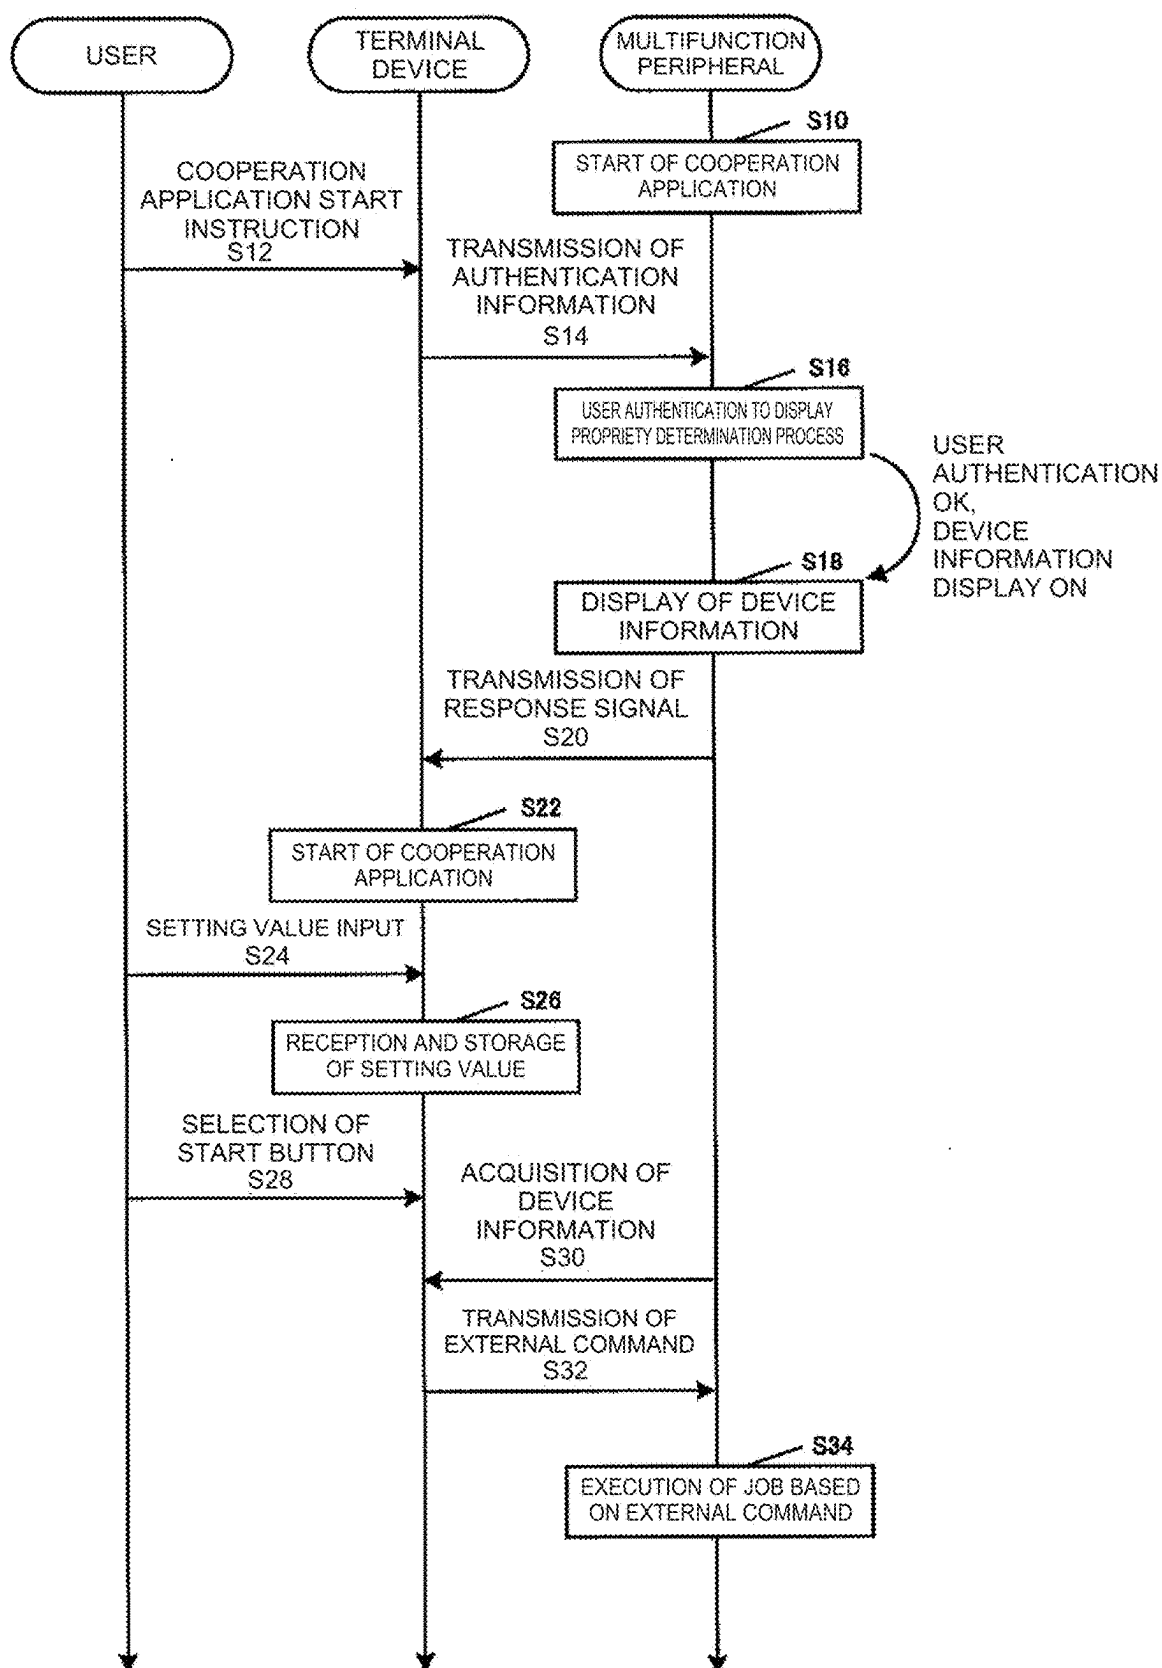 USER
TERMINAL
DEVICE
MULTIFUNCTION
PERIPHERAL
S10
START OF COOPERATION
APPLICATION
COOPERATION
APPLICATION START
INSTRUCTION
S12
TRANSMISSION OF
AUTHENTICATION
INFORMATION
S14
S16
USER AUTHENTICATION TO DISPLAY
PROPRIETY DETERMINATION PROCESS
USER
AUTHENTICATION
OK,
DEVICE
INFORMATION
DISPLAY ON
S18
DISPLAY OF DEVICE
INFORMATION
TRANSMISSION OF
RESPONSE SIGNAL
S20
S22
START OF COOPERATION
APPLICATION
SETTING VALUE INPUT
S24
S26
RECEPTION AND STORAGE
OF SETTING VALUE
SELECTION OF
START BUTTON
S28
ACQUISITION OF
DEVICE
INFORMATION
S30
TRANSMISSION OF
EXTERNAL COMMAND
S32
S34
EXECUTION OF JOB BASED
ON EXTERNAL COMMAND